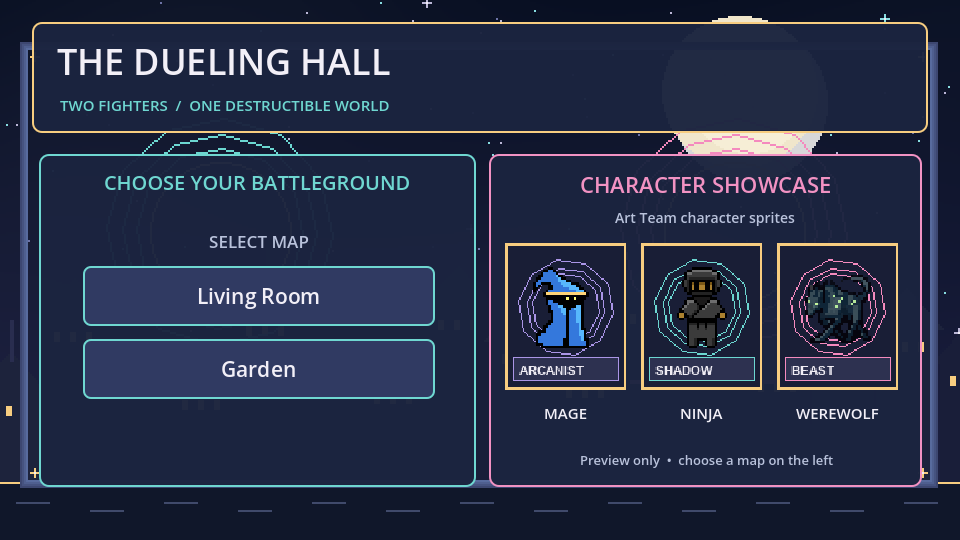 THE DUELING HALL
TWO FIGHTERS / ONE DESTRUCTIBLE WORLD
CHOOSE YOUR BATTLEGROUND
SELECT MAP
Living Room
Garden
CHARACTER SHOWCASE
Art Team character sprites
ARCANIST
SHADOW
BEAST
MAGE
NINJA
WEREWOLF
Preview only • choose a map on the left